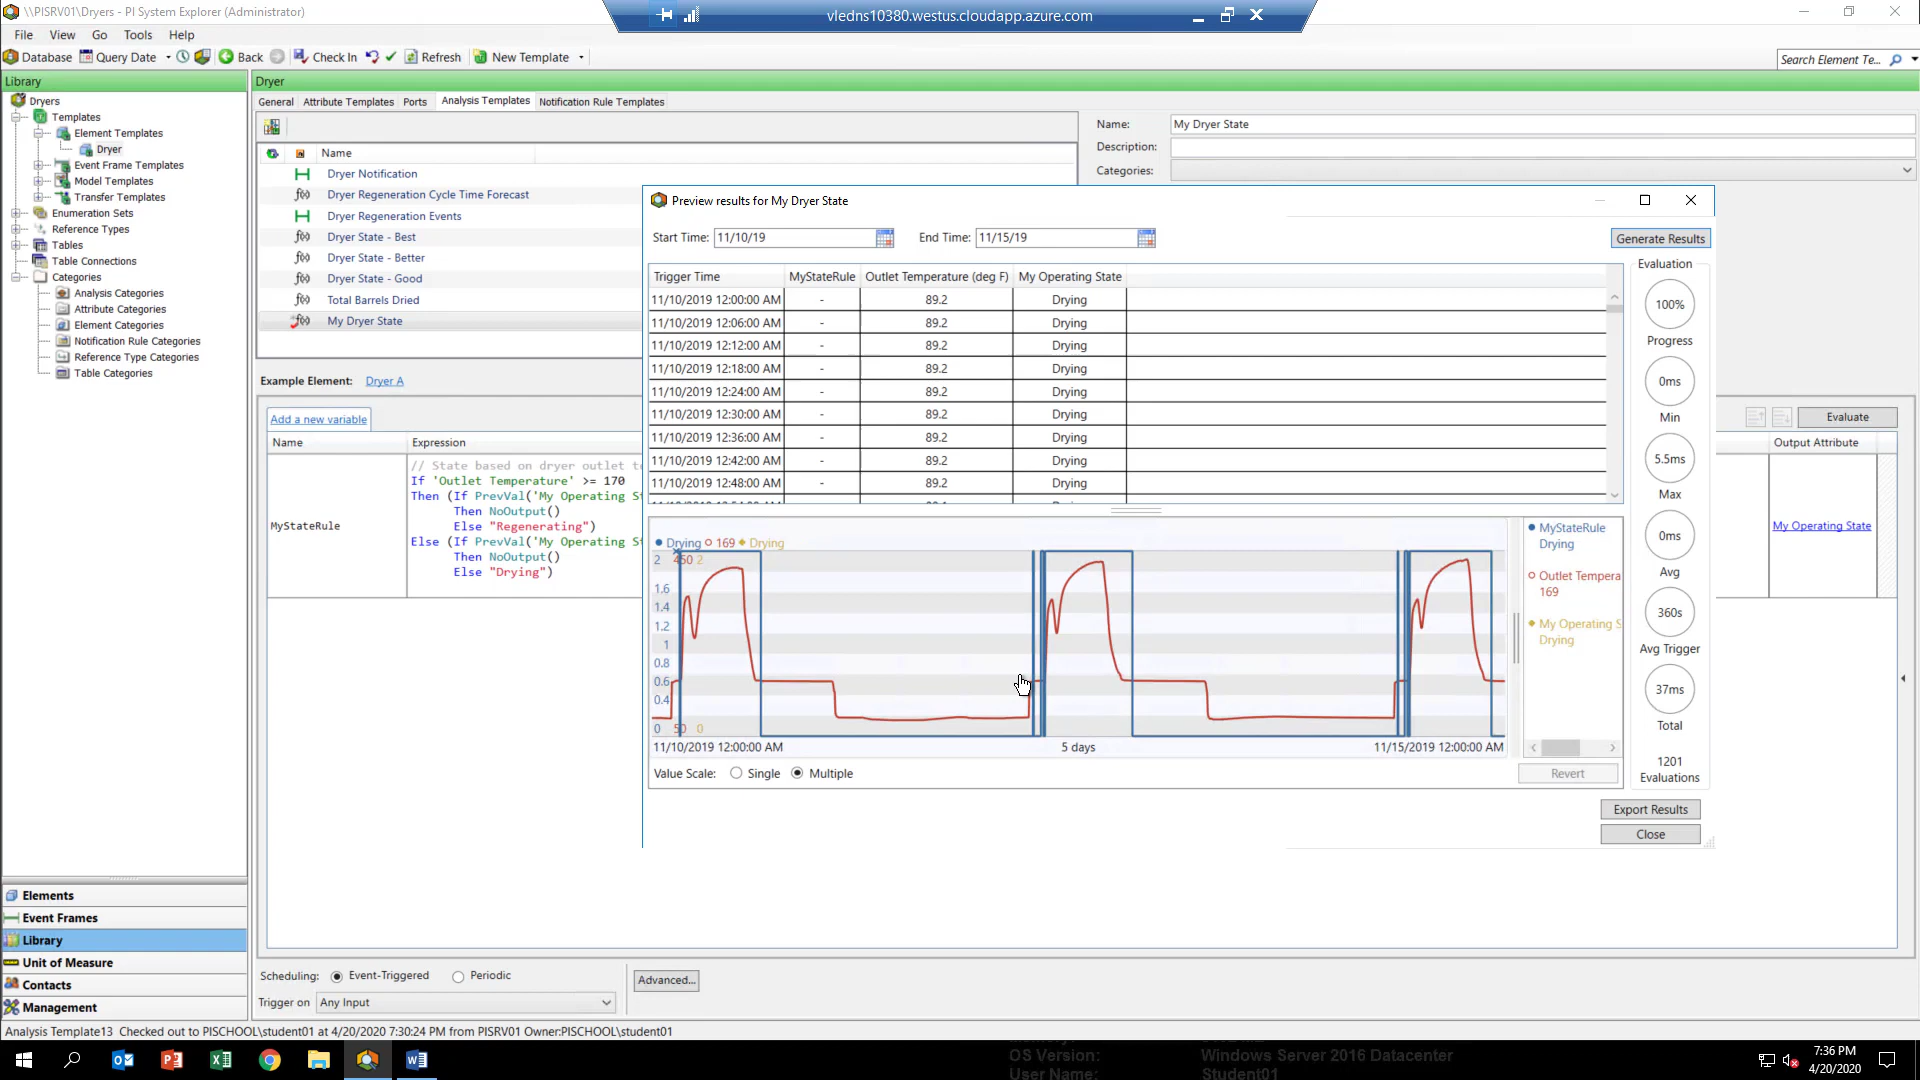 \\PISRV01\Dryers - PI System Explorer (Administrator)
vledns10380.westus.cloudapp.azure.com
File View Go Tools Help
Database Query Date Back Check In Refresh New Template Search Element Te...
Library
Dryers
Templates
Element Templates
Dryer
Event Frame Templates
Model Templates
Transfer Templates
Enumeration Sets
Reference Types
Tables
Table Connections
Categories
Analysis Categories
Attribute Categories
Element Categories
Notification Rule Categories
Reference Type Categories
Table Categories
Elements
Event Frames
Library
Unit of Measure
Contacts
Management
Dryer
General Attribute Templates Ports Analysis Templates Notification Rule Templates
Name
Dryer Notification
Dryer Regeneration Cycle Time Forecast
Dryer Regeneration Events
Dryer State - Best
Dryer State - Better
Dryer State - Good
Total Barrels Dried
My Dryer State
Name: My Dryer State
Description:
Categories:
Example Element: Dryer A
Add a new variable
Evaluate
Name Expression Output Attribute
MyStateRule
// State based on dryer outlet t
If 'Outlet Temperature' >= 170
Then (If PrevVal('My Operating St
Then NoOutput()
Else "Regenerating")
Else (If PrevVal('My Operating St
Then NoOutput()
Else "Drying")
My Operating State
Preview results for My Dryer State
Start Time: 11/10/19 End Time: 11/15/19 Generate Results
Trigger Time MyStateRule Outlet Temperature (deg F) My Operating State
11/10/2019 12:00:00 AM - 89.2 Drying
11/10/2019 12:06:00 AM - 89.2 Drying
11/10/2019 12:12:00 AM - 89.2 Drying
11/10/2019 12:18:00 AM - 89.2 Drying
11/10/2019 12:24:00 AM - 89.2 Drying
11/10/2019 12:30:00 AM - 89.2 Drying
11/10/2019 12:36:00 AM - 89.2 Drying
11/10/2019 12:42:00 AM - 89.2 Drying
11/10/2019 12:48:00 AM - 89.2 Drying
Evaluation
100%
Progress
0ms
Min
5.5ms
Max
0ms
Avg
360s
Avg Trigger
37ms
Total
1201
Evaluations
Drying 169 Drying
2 450 2
1.6
1.4
1.2
1
0.8
0.6
0.4
0 50 0
11/10/2019 12:00:00 AM 5 days 11/15/2019 12:00:00 AM
MyStateRule
Drying
Outlet Tempera
169
My Operating S
Drying
Value Scale: Single Multiple
Revert
Export Results
Close
Scheduling: Event-Triggered Periodic
Advanced...
Trigger on Any Input
Analysis Template13 Checked out to PISCHOOL\student01 at 4/20/2020 7:30:24 PM from PISRV01 Owner:PISCHOOL\student01
OS Version: Windows Server 2016 Datacenter
User Name: Student01
7:36 PM
4/20/2020